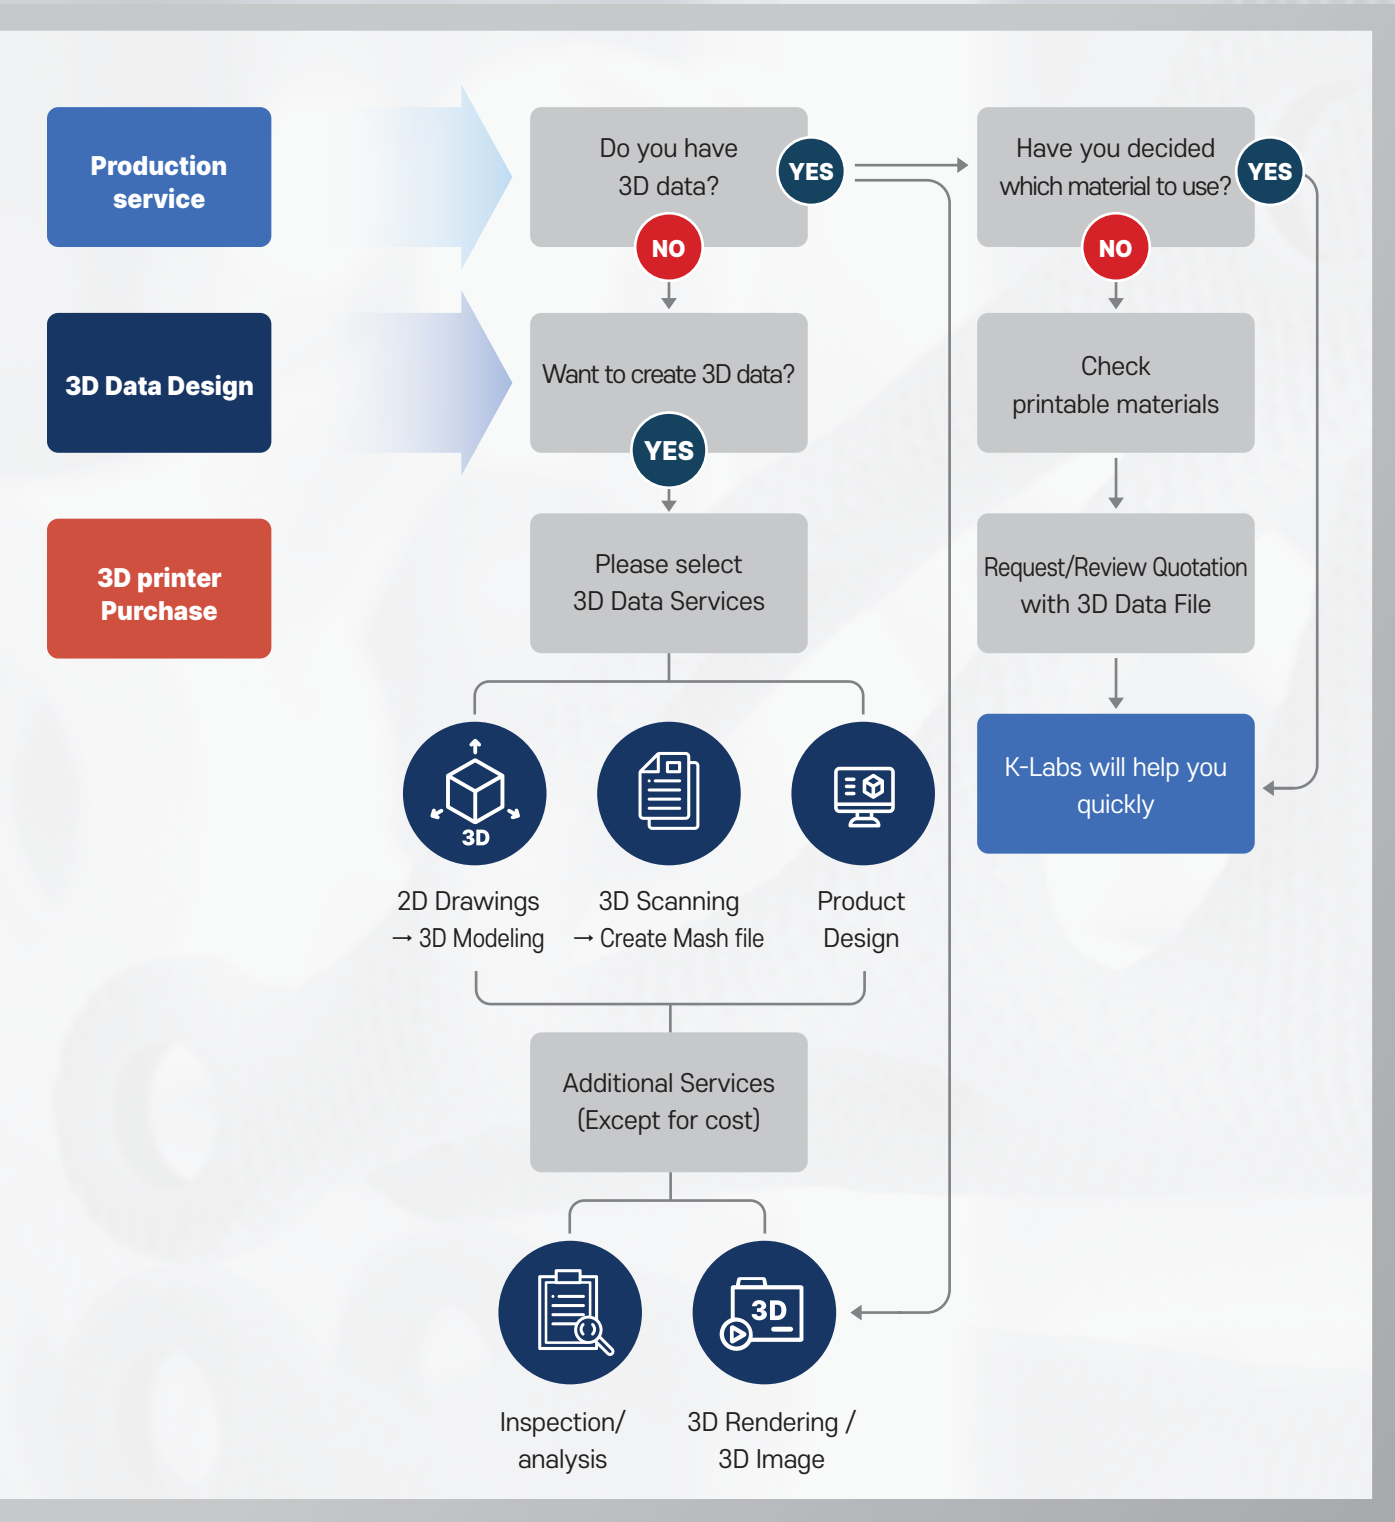 Production
service
Do you have
3D data?
YES
NO
Have you decided
which material to use?
YES
NO
3D Data Design
Want to create 3D data?
YES
Check
printable materials
3D printer
Purchase
Please select
3D Data Services
Request/Review Quotation
with 3D Data File
K-Labs will help you
quickly
3D
2D Drawings
→ 3D Modeling
3D Scanning
→ Create Mash file
Product
Design
Additional Services
(Except for cost)
3D
Inspection/
analysis
3D Rendering /
3D Image